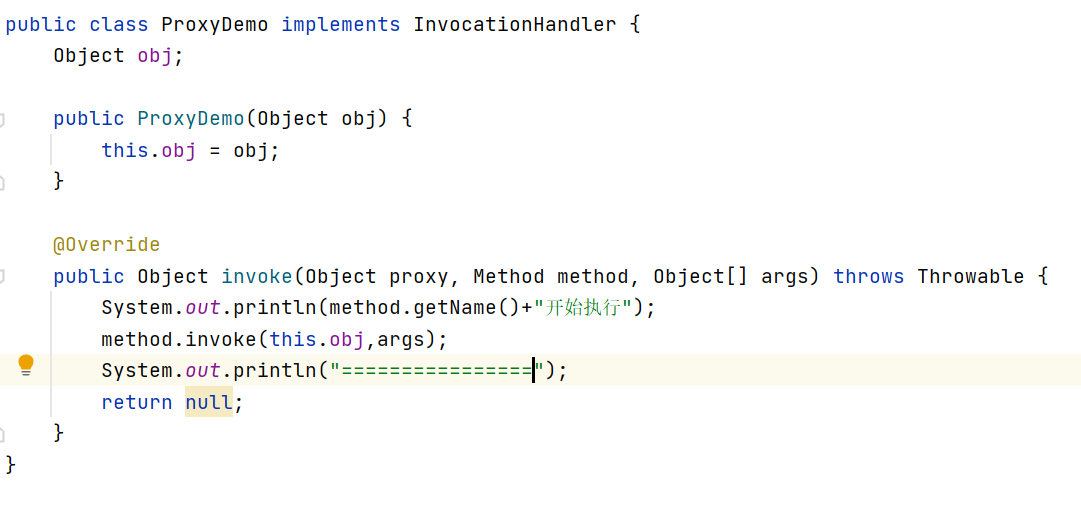 public class ProxyDemo implements InvocationHandler {
    Object obj;

    public ProxyDemo(Object obj) {
        this.obj = obj;
    }

    @Override
    public Object invoke(Object proxy, Method method, Object[] args) throws Throwable {
        System.out.println(method.getName()+"开始执行");
        method.invoke(this.obj,args);
        System.out.println("================");
        return null;
    }
}